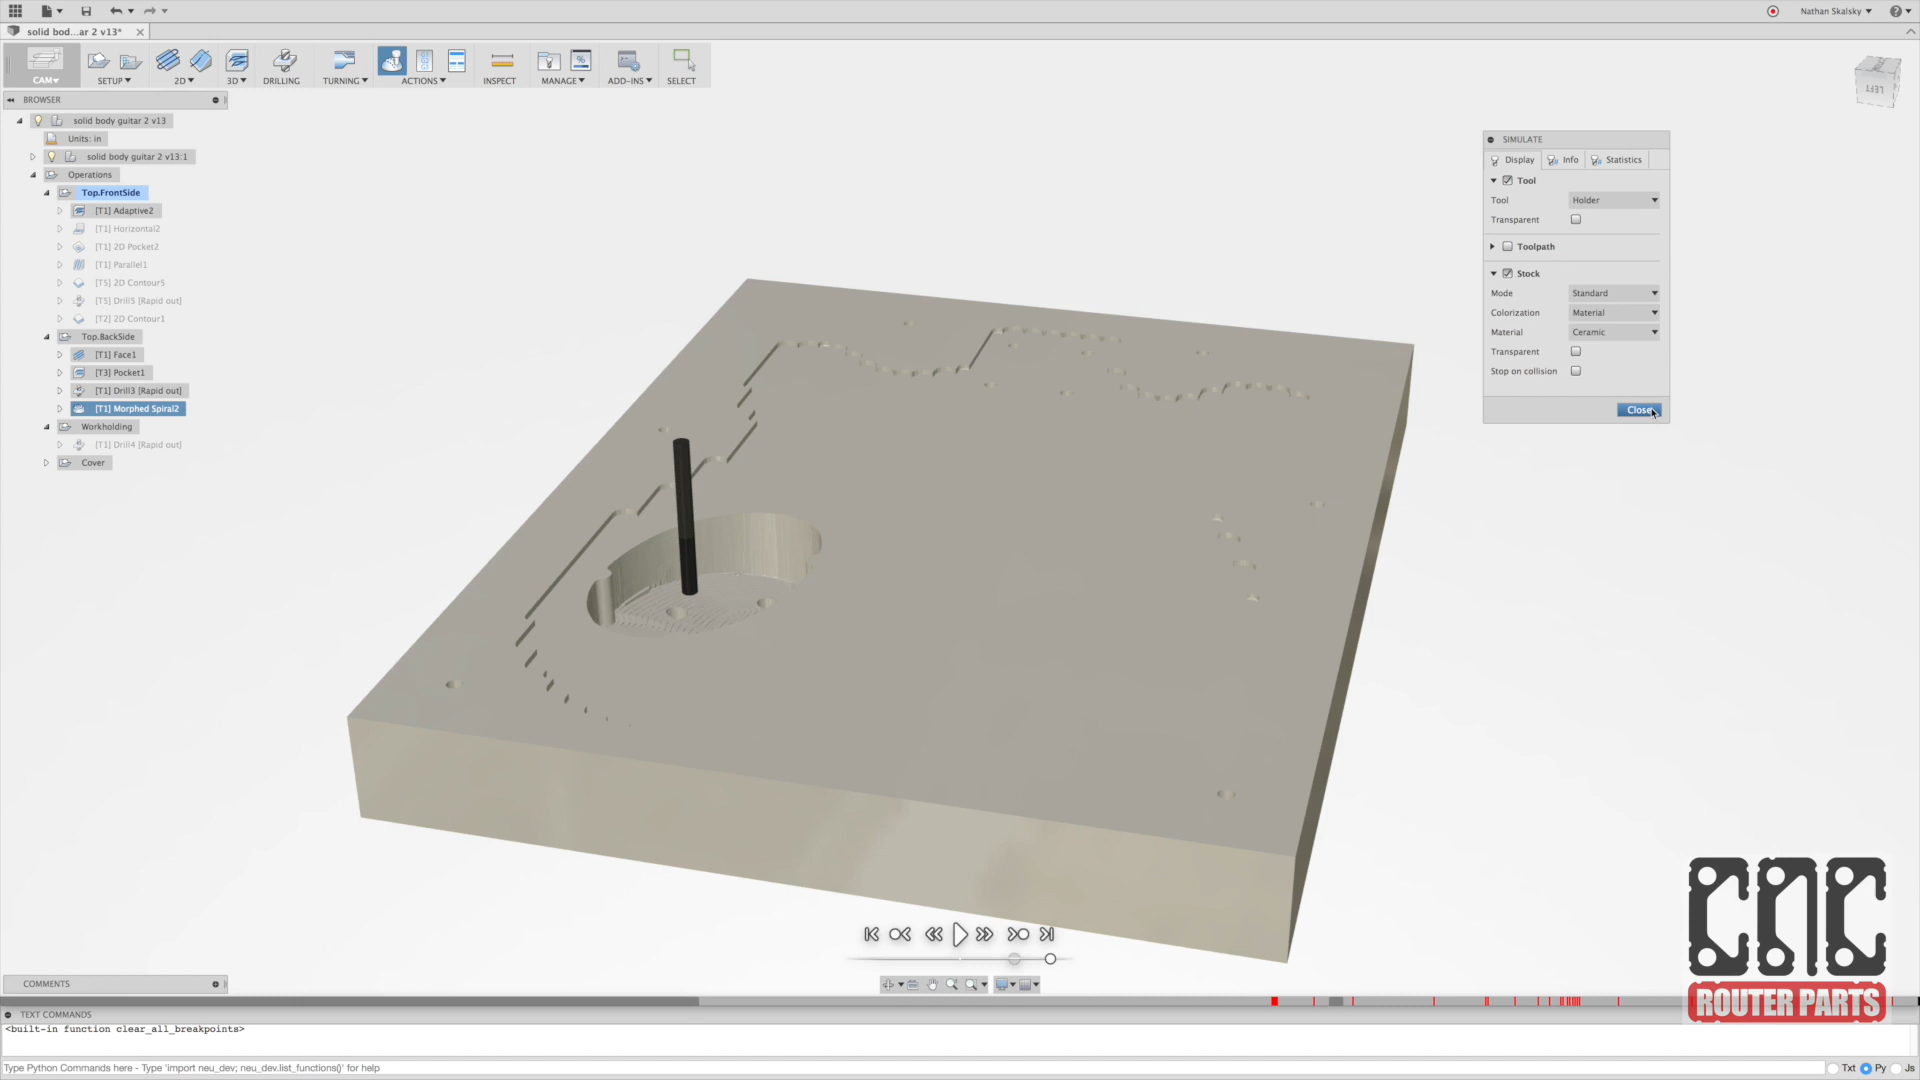 Nathan Skalsky
solid bod...ar 2 v13*
CAM
SETUP
2D
3D
DRILLING
TURNING
ACTIONS
INSPECT
MANAGE
ADD-INS
SELECT
BROWSER
solid body guitar 2 v13
Units: in
solid body guitar 2 v13:1
Operations
Top.FrontSide
[T1] Adaptive2
[T1] Horizontal2
[T1] 2D Pocket2
[T1] Parallel1
[T5] 2D Contour5
[T5] Drill5 [Rapid out]
[T2] 2D Contour1
Top.BackSide
[T1] Face1
[T3] Pocket1
[T1] Drill3 [Rapid out]
[T1] Morphed Spiral2
Workholding
[T1] Drill4 [Rapid out]
Cover
LEFT
SIMULATE
Display Info Statistics
Tool
Tool Holder
Transparent
Toolpath
Stock
Mode Standard
Colorization Material
Material Ceramic
Transparent
Stop on collision
Close
CNC
ROUTER PARTS
COMMENTS
TEXT COMMANDS
<built-in function clear_all_breakpoints>
Type Python Commands here - Type 'import neu_dev; neu_dev.list_functions()' for help
Txt Py Js